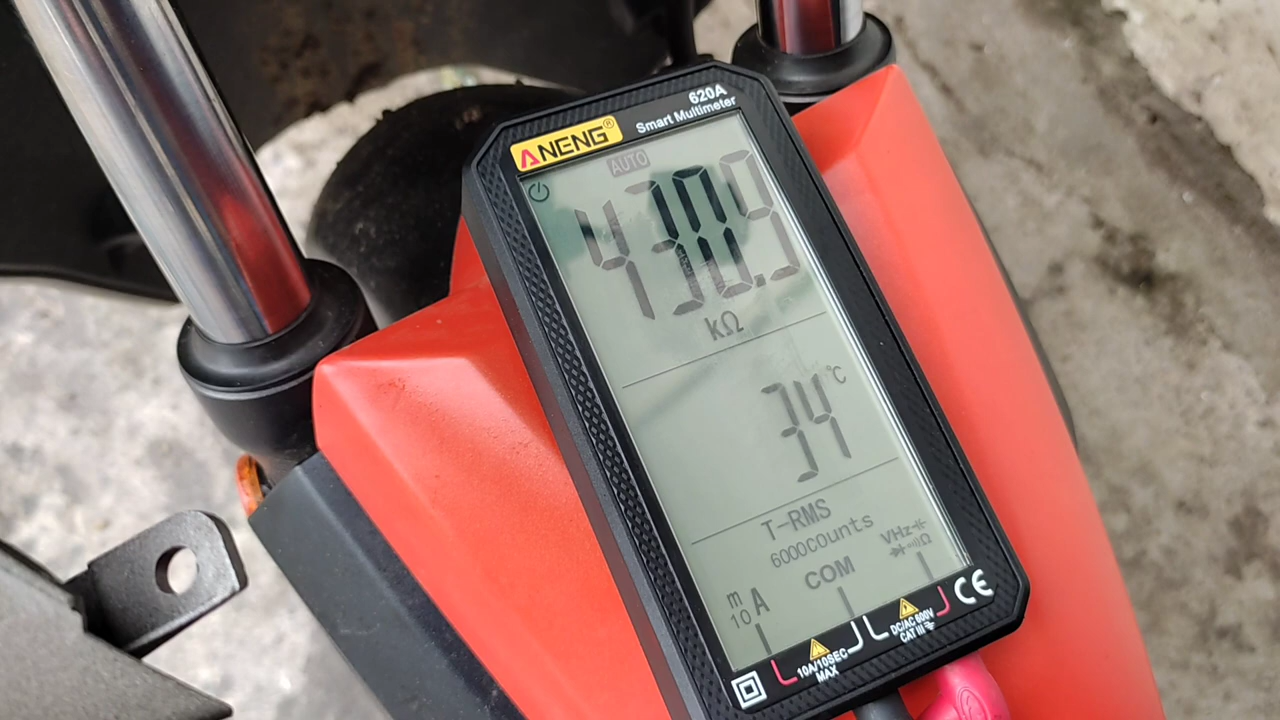 620A
ANENG®
Smart Multimeter
AUTO
430.9
kΩ
34 °C
T-RMS
6000Counts
COM
VHz
Ω
m
10 A
CE
10A/10SEC
MAX
DC/AC 600V
CAT III